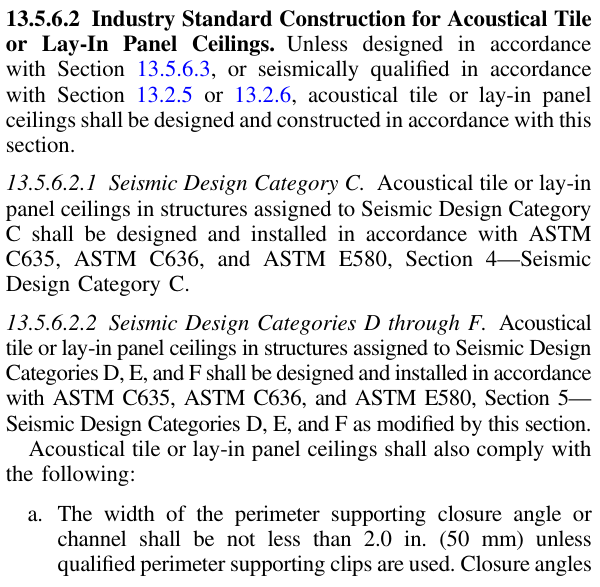 13.5.6.2 Industry Standard Construction for Acoustical Tile
or Lay-In Panel Ceilings. Unless designed in accordance
with Section 13.5.6.3, or seismically qualified in accordance
with Sections 13.2.5 or 13.2.6, acoustical tile or lay-in panel
ceilings shall be designed and constructed in accordance with this
section.
13.5.6.2.1 Seismic Design Category C. Acoustical tile or lay-in
panel ceilings in structures assigned to Seismic Design Category
C shall be designed and installed in accordance with ASTM
C635, ASTM C636, and ASTM E580, Section 4—Seismic
Design Category C.
13.5.6.2.2 Seismic Design Categories D through F. Acoustical
tile or lay-in panel ceilings in structures assigned to Seismic Design
Categories D, E, and F shall be designed and installed in accordance
with ASTM C635, ASTM C636, and ASTM E580, Section 5—
Seismic Design Categories D, E, and F as modified by this section.
Acoustical tile or lay-in panel ceilings shall also comply with
the following:
a. The width of the perimeter supporting closure angle or
channel shall be not less than 2.0 in. (50 mm) unless
qualified perimeter supporting clips are used. Closure angles